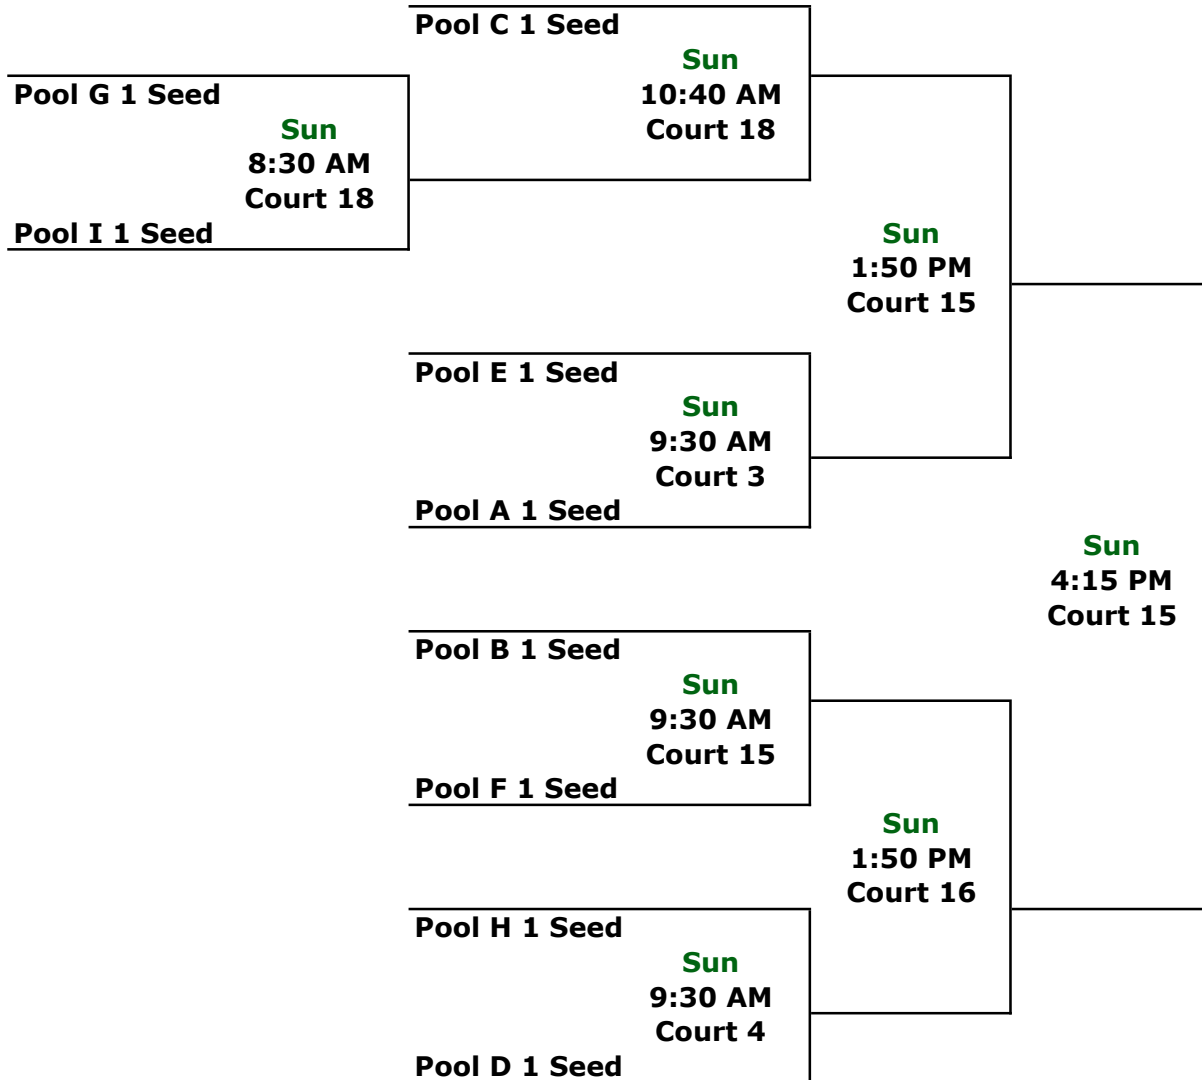 Pool C 1 Seed
Sun
10:40 AM
Court 18
Pool G 1 Seed
Sun
8:30 AM
Court 18
Pool I 1 Seed
Sun
1:50 PM
Court 15
Pool E 1 Seed
Sun
9:30 AM
Court 3
Pool A 1 Seed
Sun
4:15 PM
Court 15
Pool B 1 Seed
Sun
9:30 AM
Court 15
Pool F 1 Seed
Sun
1:50 PM
Court 16
Pool H 1 Seed
Sun
9:30 AM
Court 4
Pool D 1 Seed